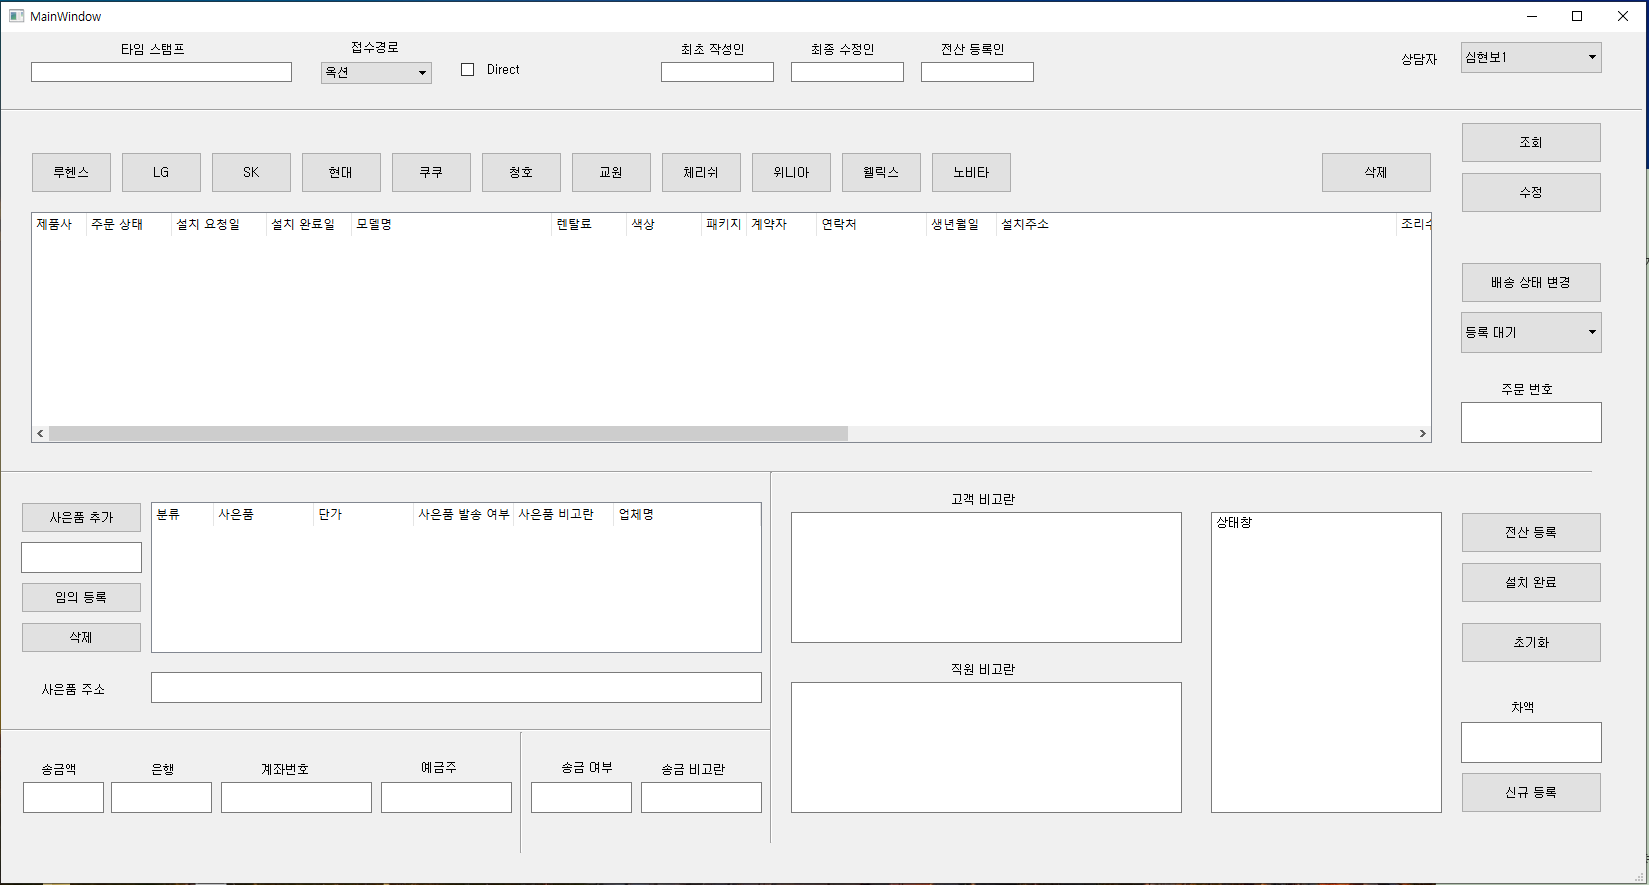 MainWindow
타임 스탬프
접수경로
최초 작성인
최종 수정인
전산 등록인
상담자
심현보1
옥션
Direct
조회
루헨스
LG
SK
현대
쿠쿠
청호
교원
체리쉬
위니아
웰릭스
노비타
삭제
수정
제품사
주문 상태
설치 요청일
설치 완료일
모델명
렌탈료
색상
패키지
계약자
연락처
생년월일
설치주소
조리수
배송 상태 변경
등록 대기
주문 번호
사은품 추가
분류
사은품
단가
사은품 발송 여부
사은품 비고란
업체명
고객 비고란
상태창
전산 등록
임의 등록
설치 완료
삭제
초기화
사은품 주소
직원 비고란
차액
송금액
은행
계좌번호
예금주
송금 여부
송금 비고란
신규 등록